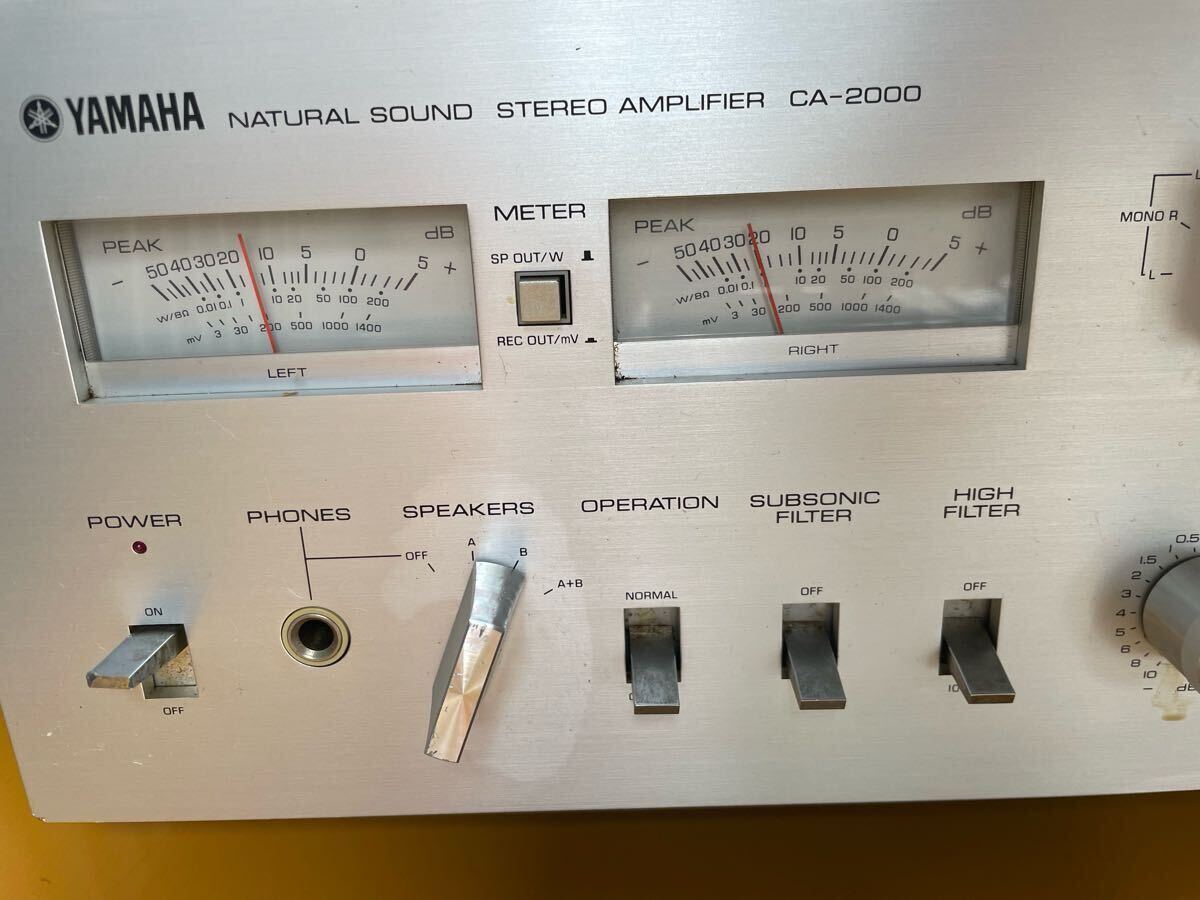 YAMAHA NATURAL SOUND STEREO AMPLIFIER CA-2000
PEAK dB
- 50 40 30 20 10 5 0 5 +
W/8Ω 0.01 0.1 1 10 20 50 100 200
mV 3 30 200 500 1000 1400
LEFT
METER
SP OUT/W
REC OUT/mV
PEAK dB
- 50 40 30 20 10 5 0 5 +
W/8Ω 0.01 0.1 1 10 20 50 100 200
mV 3 30 200 500 1000 1400
RIGHT
MONO R
L
L
POWER
ON
OFF
PHONES
SPEAKERS
OFF A B A+B
OPERATION
NORMAL
SUBSONIC
FILTER
OFF
HIGH
FILTER
OFF
10
0.5
1.5
2
3
4
5
6
8
10
- dB